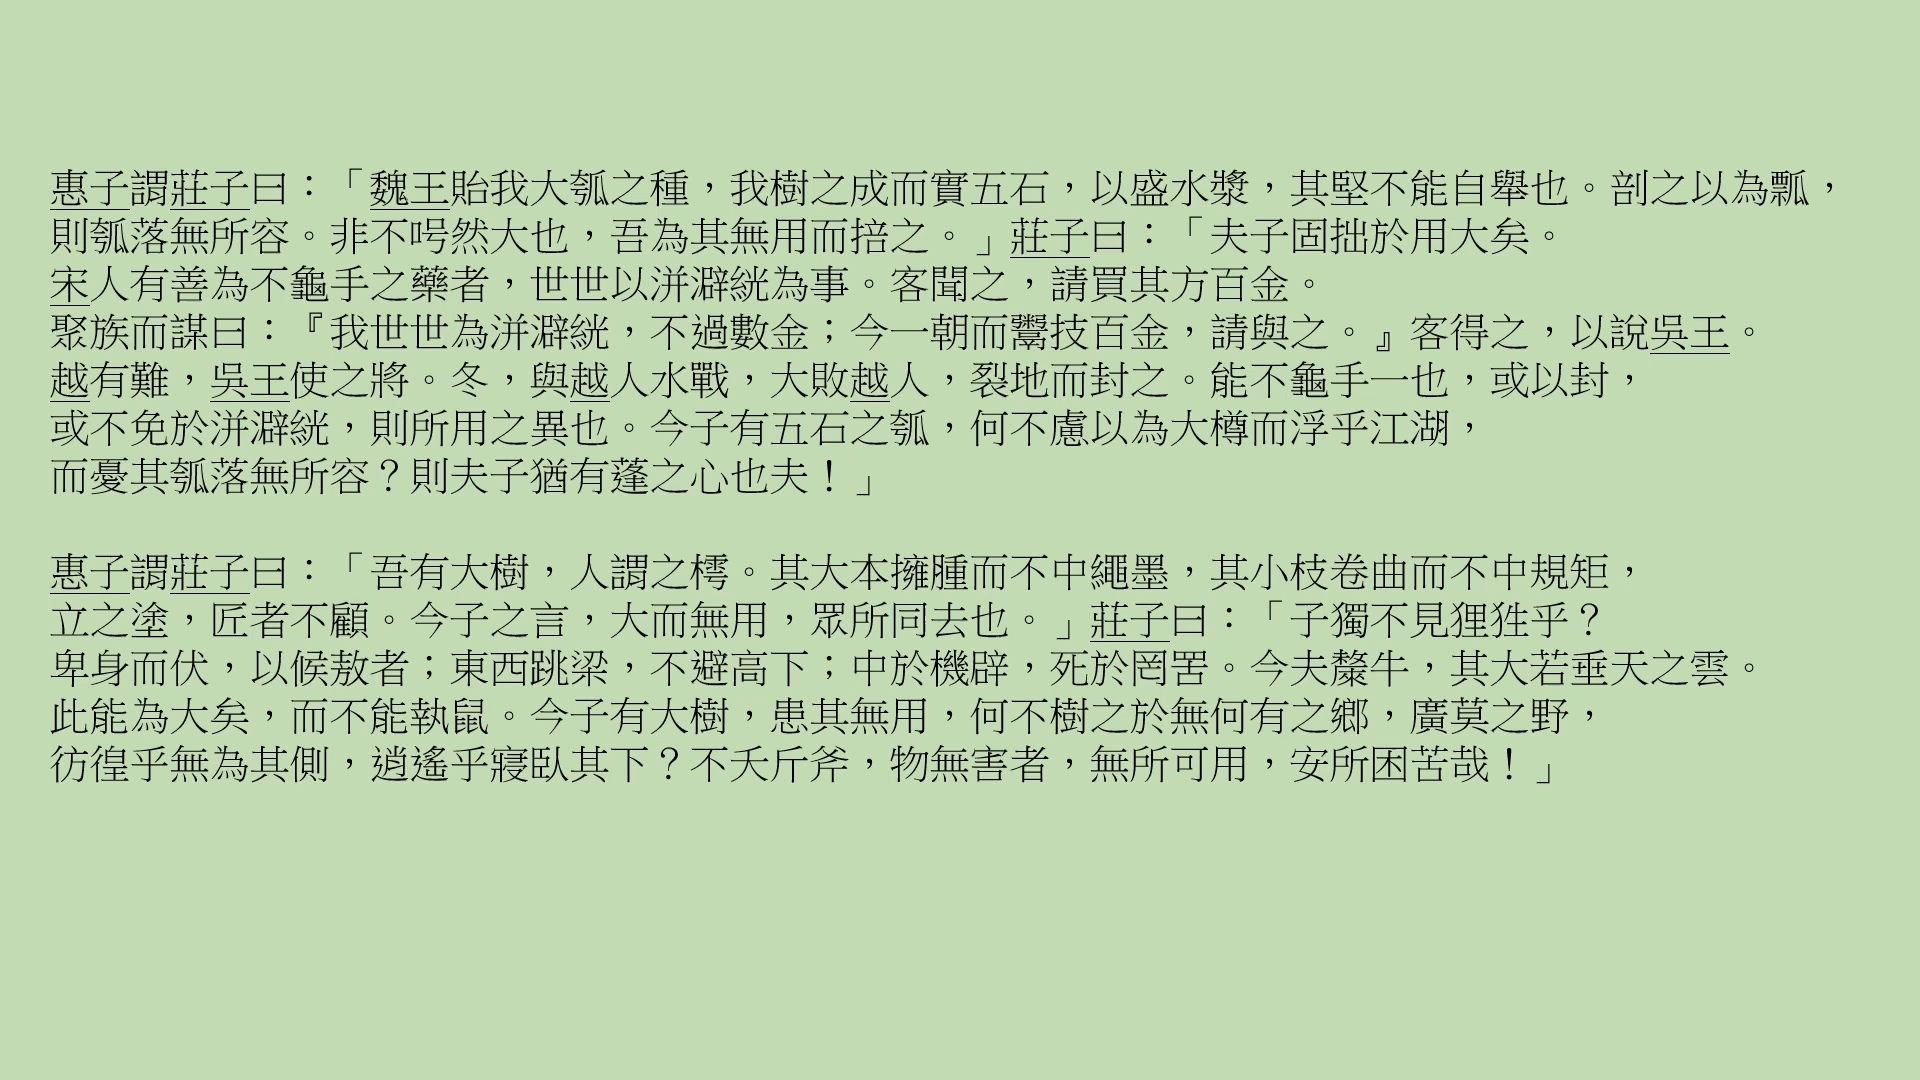 惠子謂莊子曰：「魏王貽我大瓠之種，我樹之成而實五石，以盛水漿，其堅不能自舉也。剖之以為瓢，
則瓠落無所容。非不呺然大也，吾為其無用而掊之。」莊子曰：「夫子固拙於用大矣。
宋人有善為不龜手之藥者，世世以洴澼絖為事。客聞之，請買其方百金。
聚族而謀曰：『我世世為洴澼絖，不過數金；今一朝而鬻技百金，請與之。』客得之，以說吳王。
越有難，吳王使之將。冬，與越人水戰，大敗越人，裂地而封之。能不龜手一也，或以封，
或不免於洴澼絖，則所用之異也。今子有五石之瓠，何不慮以為大樽而浮乎江湖，
而憂其瓠落無所容？則夫子猶有蓬之心也夫！」
惠子謂莊子曰：「吾有大樹，人謂之樗。其大本擁腫而不中繩墨，其小枝卷曲而不中規矩，
立之塗，匠者不顧。今子之言，大而無用，眾所同去也。」莊子曰：「子獨不見狸狌乎？
卑身而伏，以候敖者；東西跳梁，不避高下；中於機辟，死於罔罟。今夫斄牛，其大若垂天之雲。
此能為大矣，而不能執鼠。今子有大樹，患其無用，何不樹之於無何有之鄉，廣莫之野，
彷徨乎無為其側，逍遙乎寢臥其下？不夭斤斧，物無害者，無所可用，安所困苦哉！」